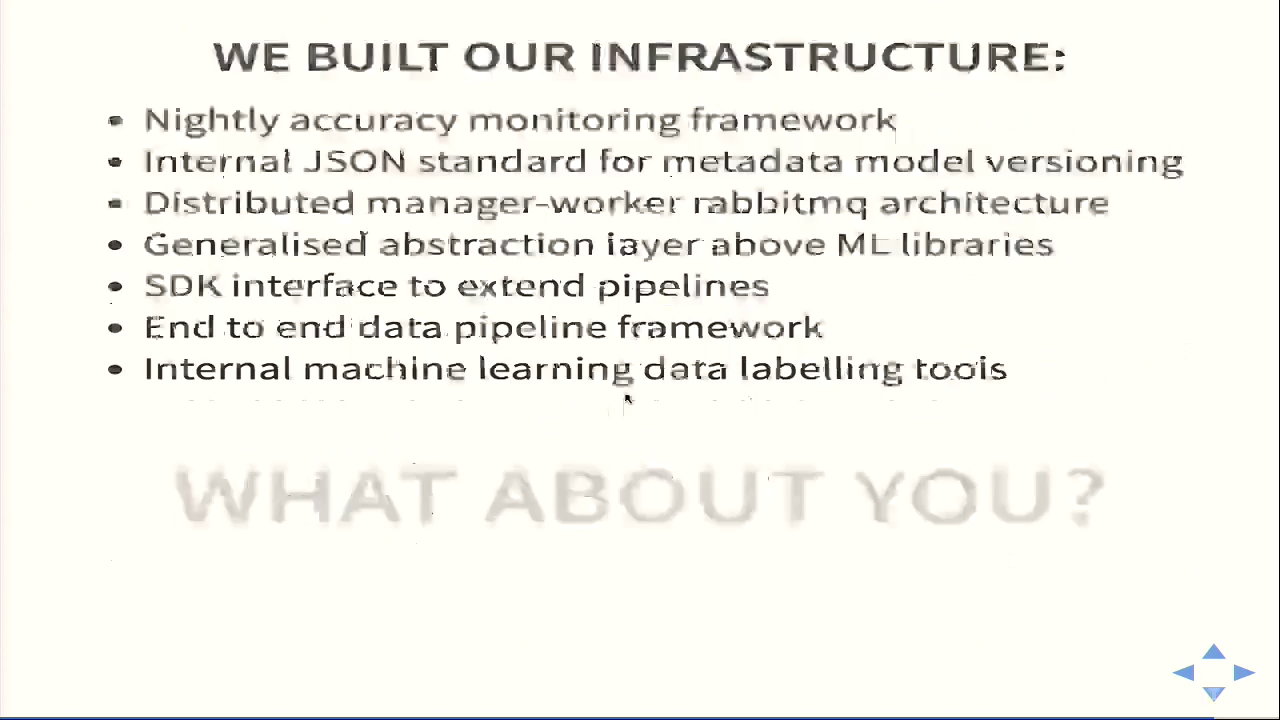 WE BUILT OUR INFRASTRUCTURE:
• Nightly accuracy monitoring framework
• Internal JSON standard for metadata model versioning
• Distributed manager-worker rabbitmq architecture
• Generalised abstraction layer above ML libraries
• SDK interface to extend pipelines
• End to end data pipeline framework
• Internal machine learning data labelling tools
WHAT ABOUT YOU?